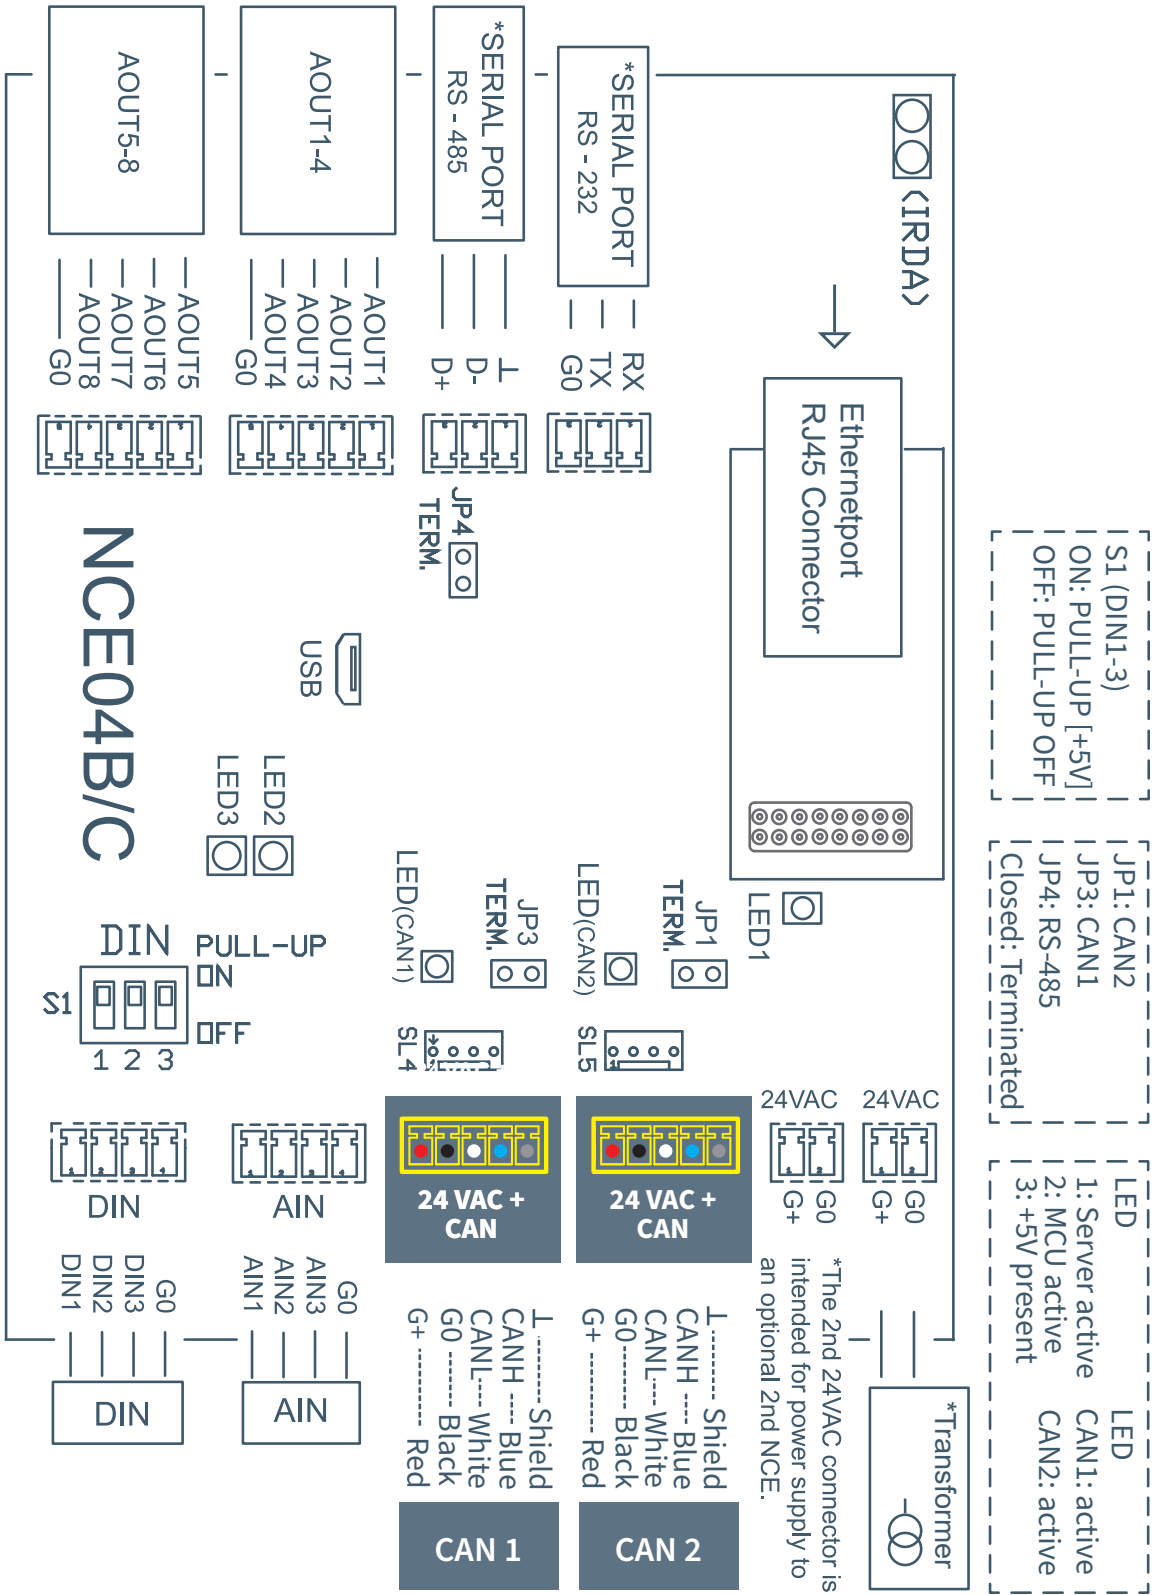 AOUT5-8
AOUT1-4
*SERIAL PORT
RS - 485
*SERIAL PORT
RS - 232
(IRDA)
AOUT5
AOUT6
AOUT7
AOUT8
G0
AOUT1
AOUT2
AOUT3
AOUT4
G0
⊥
D-
D+
RX
TX
G0
Ethernetport
RJ45 Connector
JP4
TERM.
NCE04B/C
USB
LED2
LED3
LED(CAN1)
JP3
TERM.
LED(CAN2)
JP1
TERM.
LED1
S1 (DIN1-3)
ON: PULL-UP [+5V]
OFF: PULL-UP OFF
JP1: CAN2
JP3: CAN1
JP4: RS-485
Closed: Terminated
LED
1: Server active
2: MCU active
3: +5V present
LED
CAN1: active
CAN2: active
DIN
PULL-UP
ON
OFF
S1
1 2 3
SL4
SL5
24VAC
24VAC
24 VAC +
CAN
24 VAC +
CAN
G0
G+
G0
G+
DIN
AIN
DIN1
DIN2
DIN3
G0
AIN1
AIN2
AIN3
G0
DIN
AIN
⊥--------Shield
CANH ---- Blue
CANL---- White
G0------- Black
G+ --------- Red
CAN 1
⊥--------Shield
CANH ---- Blue
CANL---- White
G0------- Black
G+ --------- Red
CAN 2
*The 2nd 24VAC connector is
intended for power supply to
an optional 2nd NCE.
*Transformer